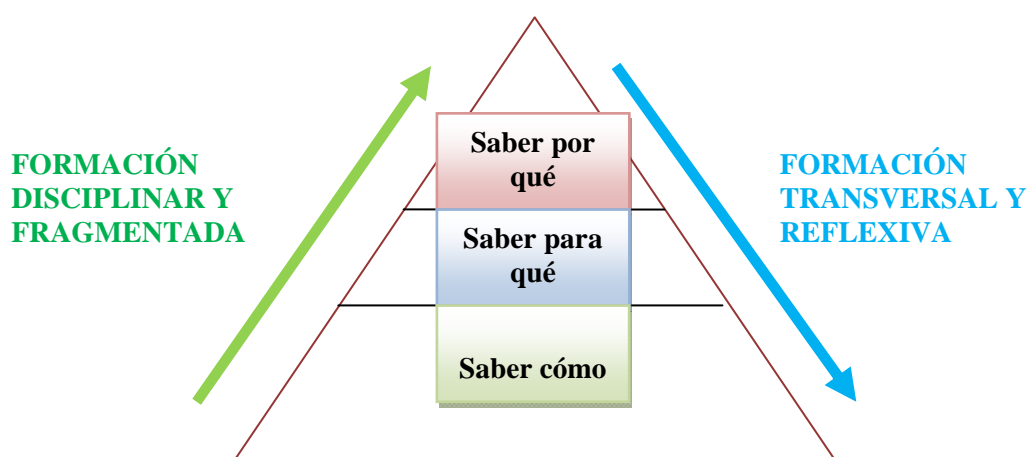 FORMACIÓN
DISCIPLINAR Y
FRAGMENTADA
Saber por
qué
Saber para
qué
Saber cómo
FORMACIÓN
TRANSVERSAL Y
REFLEXIVA